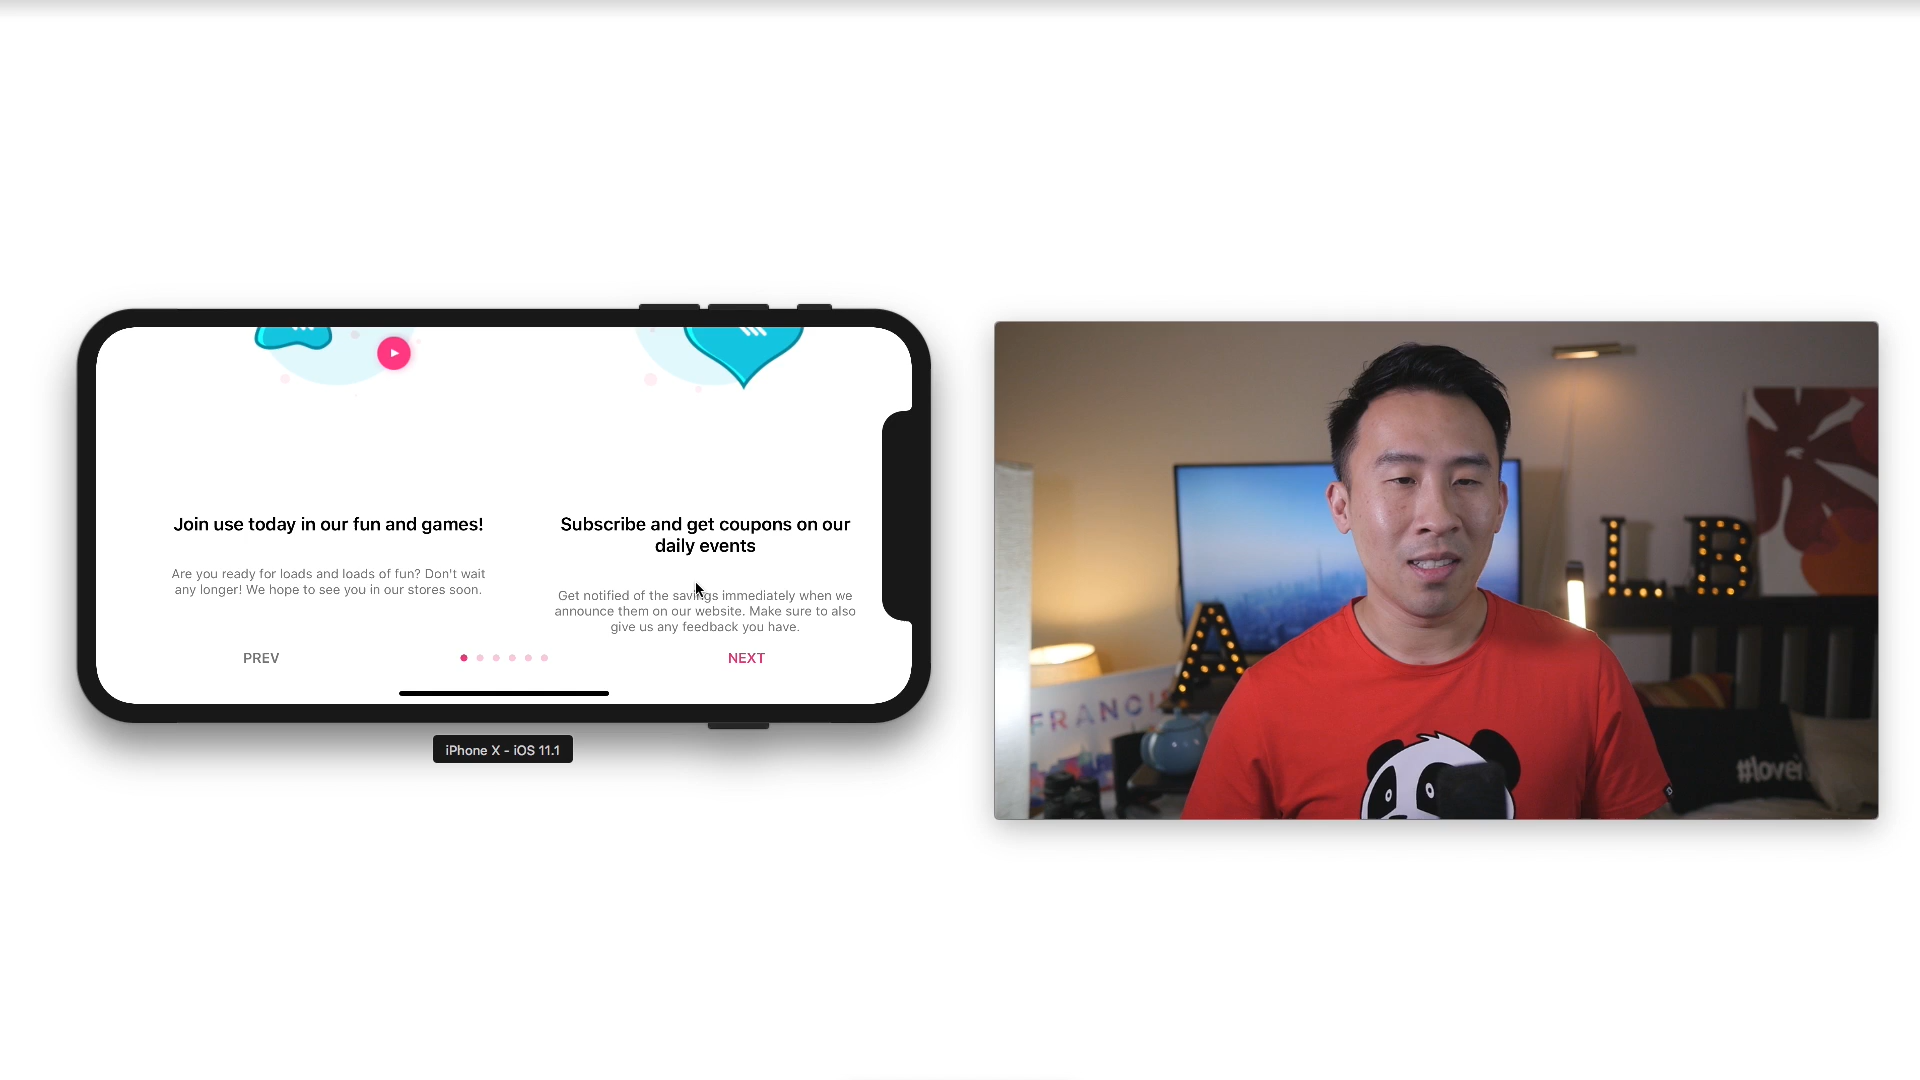 Join use today in our fun and games!
Are you ready for loads and loads of fun? Don't wait
any longer! We hope to see you in our stores soon.
Subscribe and get coupons on our
daily events
Get notified of the savings immediately when we
announce them on our website. Make sure to also
give us any feedback you have.
PREV
NEXT
iPhone X - iOS 11.1
L B
A
FRANCIS